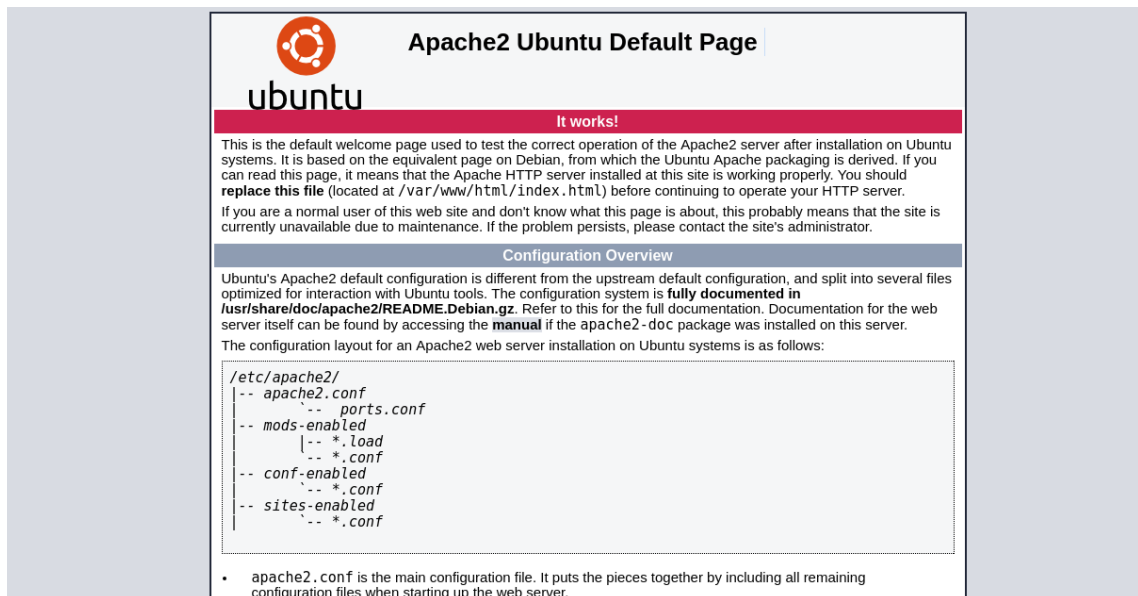 Apache2 Ubuntu Default Page
ubuntu
It works!
This is the default welcome page used to test the correct operation of the Apache2 server after installation on Ubuntu
systems. It is based on the equivalent page on Debian, from which the Ubuntu Apache packaging is derived. If you
can read this page, it means that the Apache HTTP server installed at this site is working properly. You should
replace this file (located at /var/www/html/index.html) before continuing to operate your HTTP server.
If you are a normal user of this web site and don't know what this page is about, this probably means that the site is
currently unavailable due to maintenance. If the problem persists, please contact the site's administrator.
Configuration Overview
Ubuntu's Apache2 default configuration is different from the upstream default configuration, and split into several files
optimized for interaction with Ubuntu tools. The configuration system is fully documented in
/usr/share/doc/apache2/README.Debian.gz. Refer to this for the full documentation. Documentation for the web
server itself can be found by accessing the manual if the apache2-doc package was installed on this server.
The configuration layout for an Apache2 web server installation on Ubuntu systems is as follows:
/etc/apache2/
|-- apache2.conf
|       `--  ports.conf
|-- mods-enabled
|       |-- *.load
|       `-- *.conf
|-- conf-enabled
|       `-- *.conf
|-- sites-enabled
|       `-- *.conf
• apache2.conf is the main configuration file. It puts the pieces together by including all remaining
configuration files when starting up the web server.